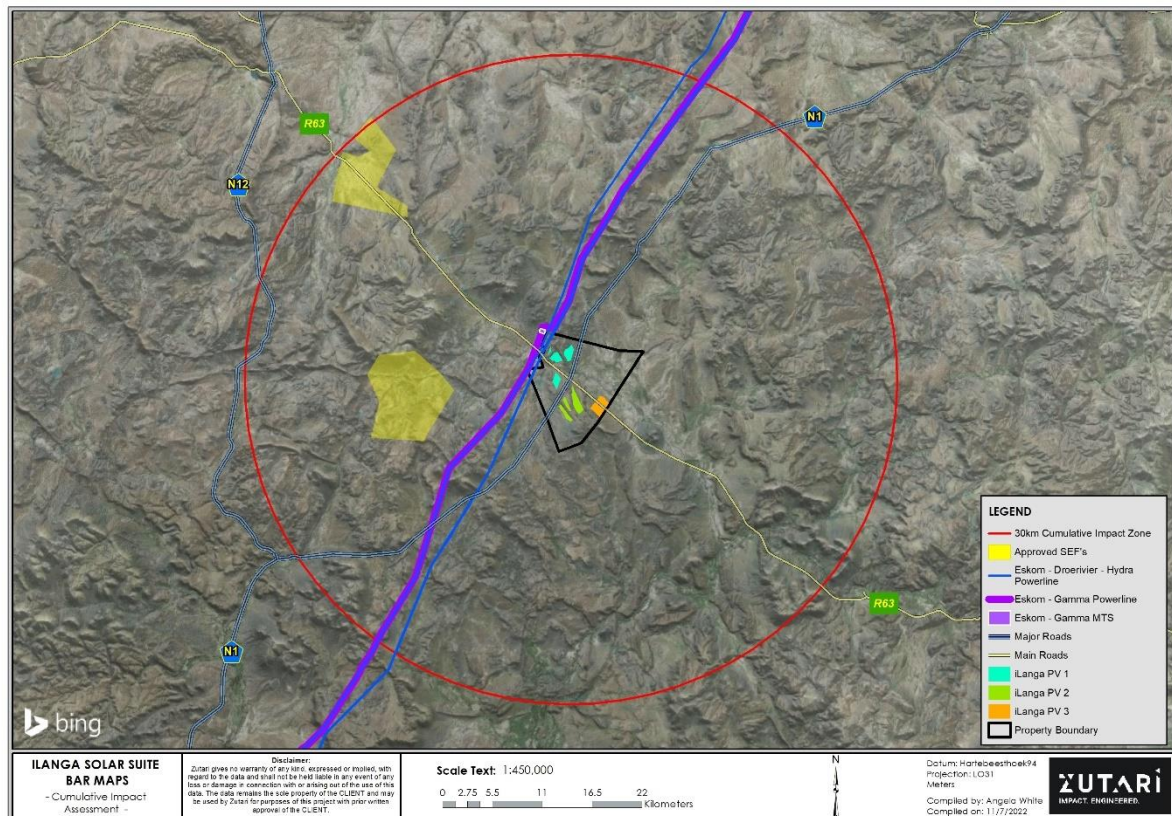 R63
N1
N12
R63
N1
bing
LEGEND
30km Cumulative Impact Zone
Approved SEF's
Eskom - Droerivier - Hydra
Powerline
Eskom - Gamma Powerline
Eskom - Gamma MTS
Major Roads
Main Roads
iLanga PV 1
iLanga PV 2
iLanga PV 3
Property Boundary
ILANGA SOLAR SUITE
BAR MAPS
- Cumulative Impact
Assessment -
Disclaimer:
Zutari gives no warranty of any kind, expressed or implied, with
regard to the data and shall not be held liable in any event of any
loss or damage in connection with or arising out of the use of this
data. The data remains the sole property of the CLIENT and may
be used by Zutari for purposes of this project with prior written
approval of the CLIENT.
Scale Text: 1:450,000
0 2.75 5.5 11 16.5 22
Kilometers
N
Datum: Hartebeesthoek94
Projection: LO31
Meters
Compiled by: Angela White
Compiled on: 11/7/2022
ZUTARI
IMPACT. ENGINEERED.